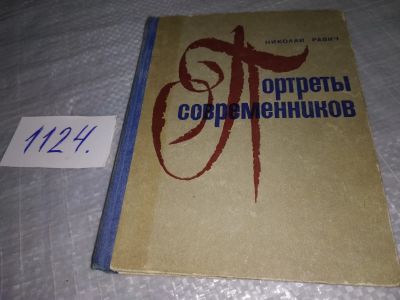 НИКОЛАЙ РАВИЧ
Портреты
современников
1124.